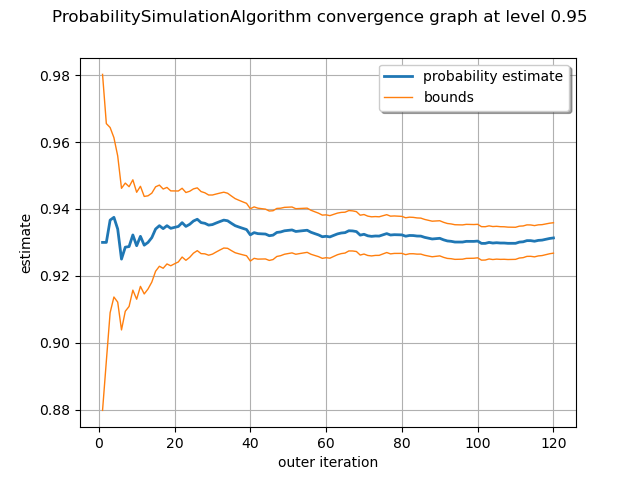 ProbabilitySimulationAlgorithm convergence graph at level 0.95
probability estimate
bounds
0.98
0.96
0.94
0.92
0.90
0.88
estimate
0 20 40 60 80 100 120
outer iteration